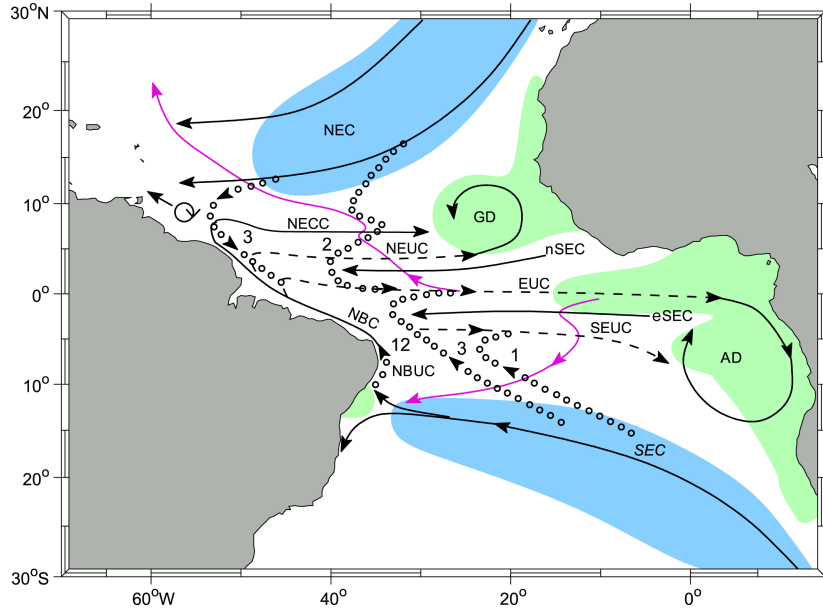 30°N
20°
NEC
10°
NECC
GD
3
2
NEUC
nSEC
0°
EUC
NBC
eSEC
SEUC
12
3
1
AD
NBUC
10°
SEC
20°
30°S
60°W
40°
20°
0°